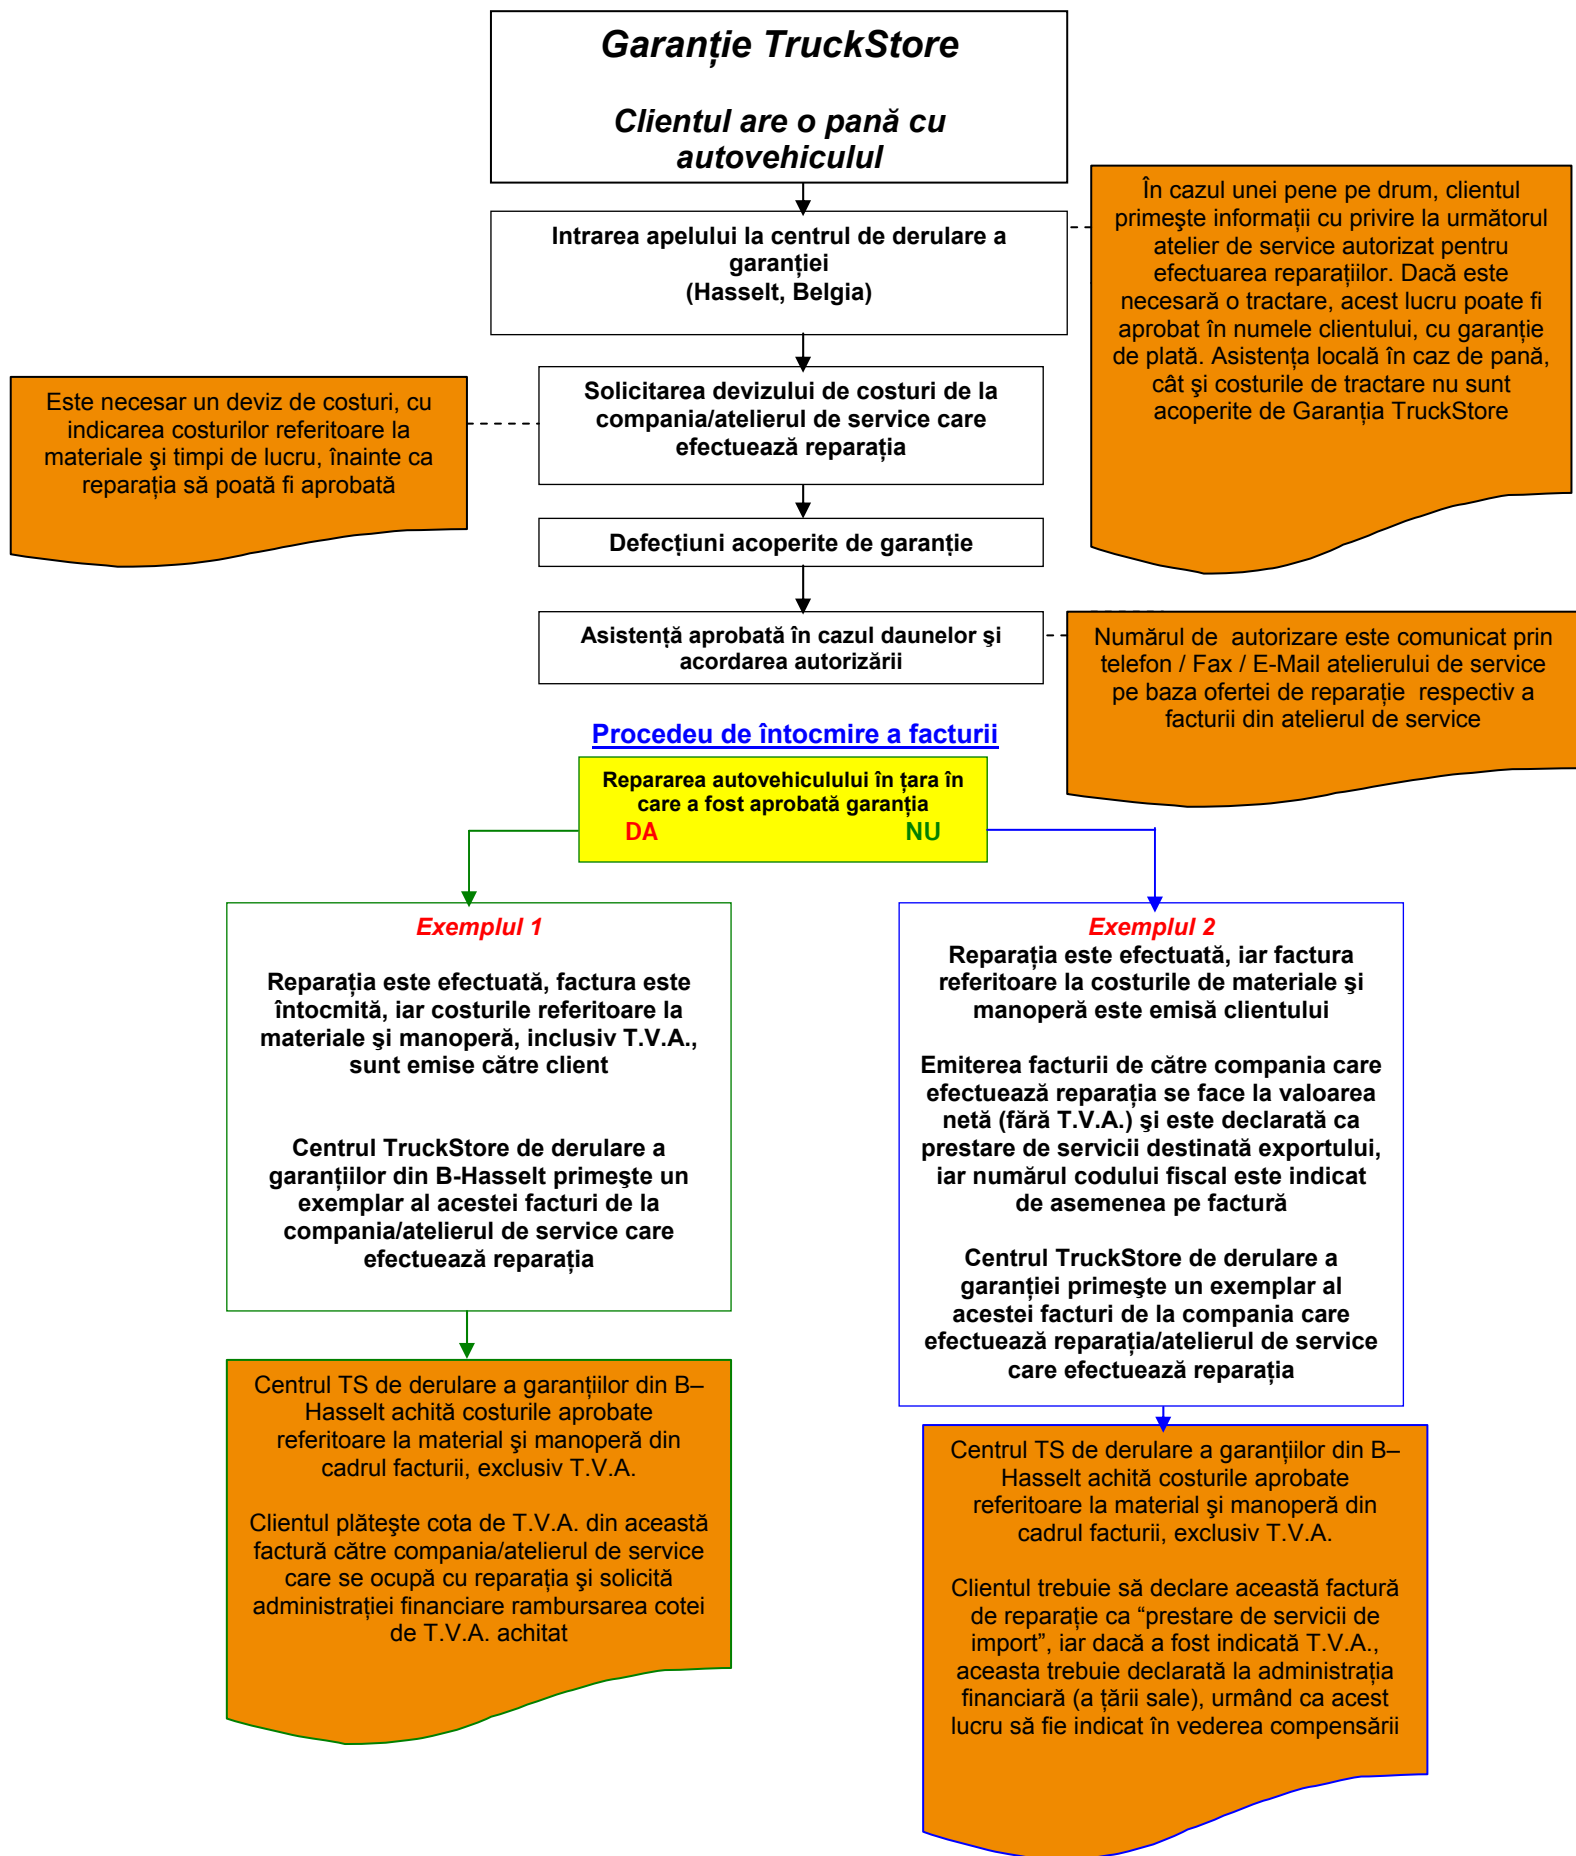 Garanție TruckStore
Clientul are o pană cu
autovehiculul
Intrarea apelului la centrul de derulare a
garanției
(Hasselt, Belgia)
În cazul unei pene pe drum, clientul
primeşte informații cu privire la următorul
atelier de service autorizat pentru
efectuarea reparațiilor. Dacă este
necesară o tractare, acest lucru poate fi
aprobat în numele clientului, cu garanție
de plată. Asistența locală în caz de pană,
cât şi costurile de tractare nu sunt
acoperite de Garanția TruckStore
Solicitarea devizului de costuri de la
compania/atelierul de service care
efectuează reparația
Este necesar un deviz de costuri, cu
indicarea costurilor referitoare la
materiale şi timpi de lucru, înainte ca
reparația să poată fi aprobată
Defecțiuni acoperite de garanție
Asistență aprobată în cazul daunelor şi
acordarea autorizării
Numărul de  autorizare este comunicat prin
telefon / Fax / E-Mail atelierului de service
pe baza ofertei de reparație  respectiv a
facturii din atelierul de service
Procedeu de întocmire a facturii
Repararea autovehiculului în țara în
care a fost aprobată garanția
DA NU
Exemplul 1
Reparația este efectuată, factura este
întocmită, iar costurile referitoare la
materiale şi manoperă, inclusiv T.V.A.,
sunt emise către client
Centrul TruckStore de derulare a
garanțiilor din B-Hasselt primeşte un
exemplar al acestei facturi de la
compania/atelierul de service care
efectuează reparația
Centrul TS de derulare a garanțiilor din B–
Hasselt achită costurile aprobate
referitoare la material şi manoperă din
cadrul facturii, exclusiv T.V.A.
Clientul plăteşte cota de T.V.A. din această
factură către compania/atelierul de service
care se ocupă cu reparația şi solicită
administrației financiare rambursarea cotei
de T.V.A. achitat
Exemplul 2
Reparația este efectuată, iar factura
referitoare la costurile de materiale şi
manoperă este emisă clientului
Emiterea facturii de către compania care
efectuează reparația se face la valoarea
netă (fără T.V.A.) şi este declarată ca
prestare de servicii destinată exportului,
iar numărul codului fiscal este indicat
de asemenea pe factură
Centrul TruckStore de derulare a
garanției primeşte un exemplar al
acestei facturi de la compania care
efectuează reparația/atelierul de service
care efectuează reparația
Centrul TS de derulare a garanțiilor din B–
Hasselt achită costurile aprobate
referitoare la material şi manoperă din
cadrul facturii, exclusiv T.V.A.
Clientul trebuie să declare această factură
de reparație ca “prestare de servicii de
import”, iar dacă a fost indicată T.V.A.,
aceasta trebuie declarată la administrația
financiară (a țării sale), urmând ca acest
lucru să fie indicat în vederea compensării